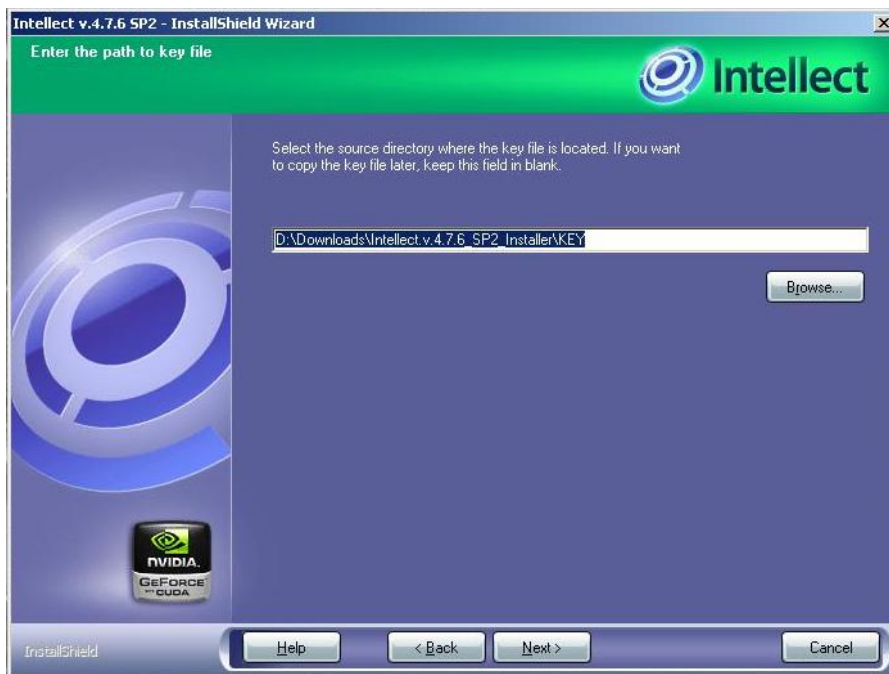 Intellect v.4.7.6 SP2 - InstallShield Wizard
Enter the path to key file
Intellect
Select the source directory where the key file is located. If you want
to copy the key file later, keep this field in blank.
D:\Downloads\Intellect.v.4.7.6_SP2_Installer\KEY
Browse...
NVIDIA.
GEFORCE
WITH CUDA
InstallShield
Help
< Back
Next >
Cancel